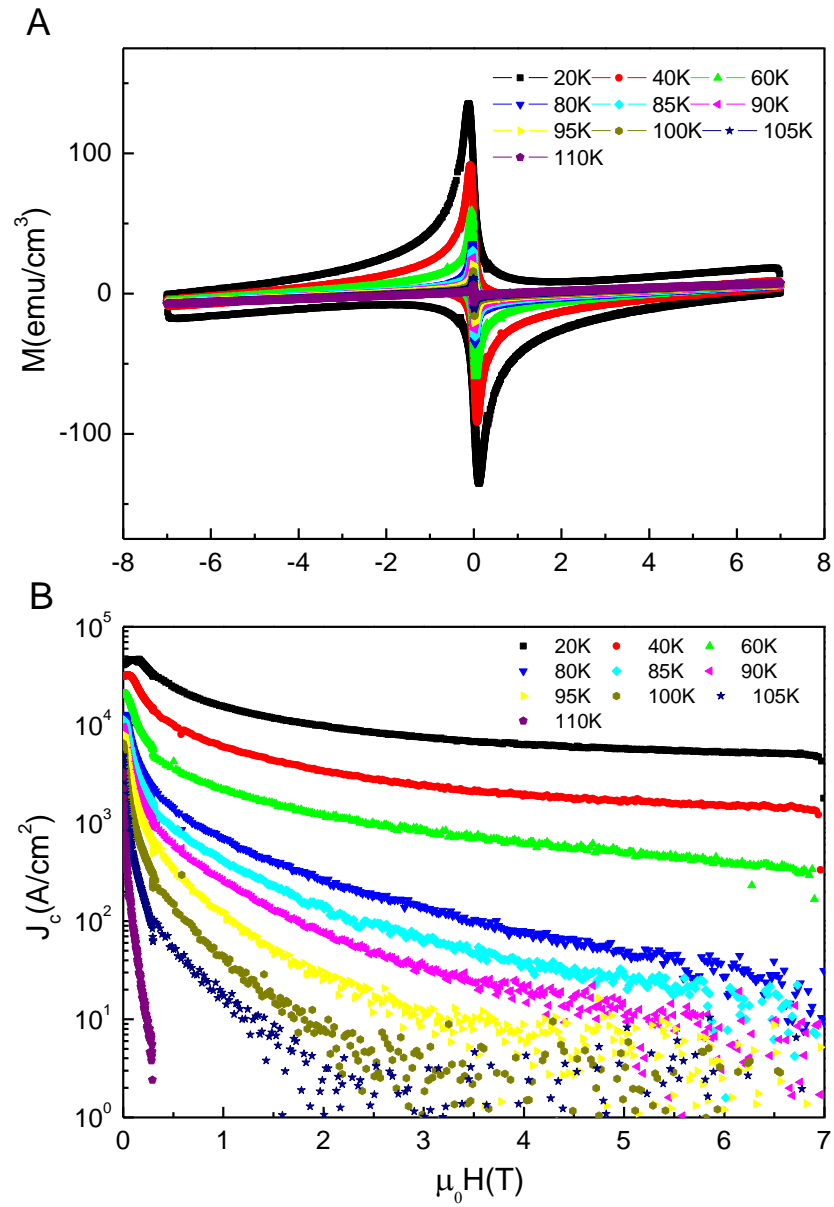 A
20K 40K 60K
80K 85K 90K
95K 100K 105K
110K
M(emu/cm³)
100
0
-100
-8 -6 -4 -2 0 2 4 6 8
B
20K 40K 60K
80K 85K 90K
95K 100K 105K
110K
J_c(A/cm²)
10⁵
10⁴
10³
10²
10¹
10⁰
0 1 2 3 4 5 6 7
μ₀H(T)